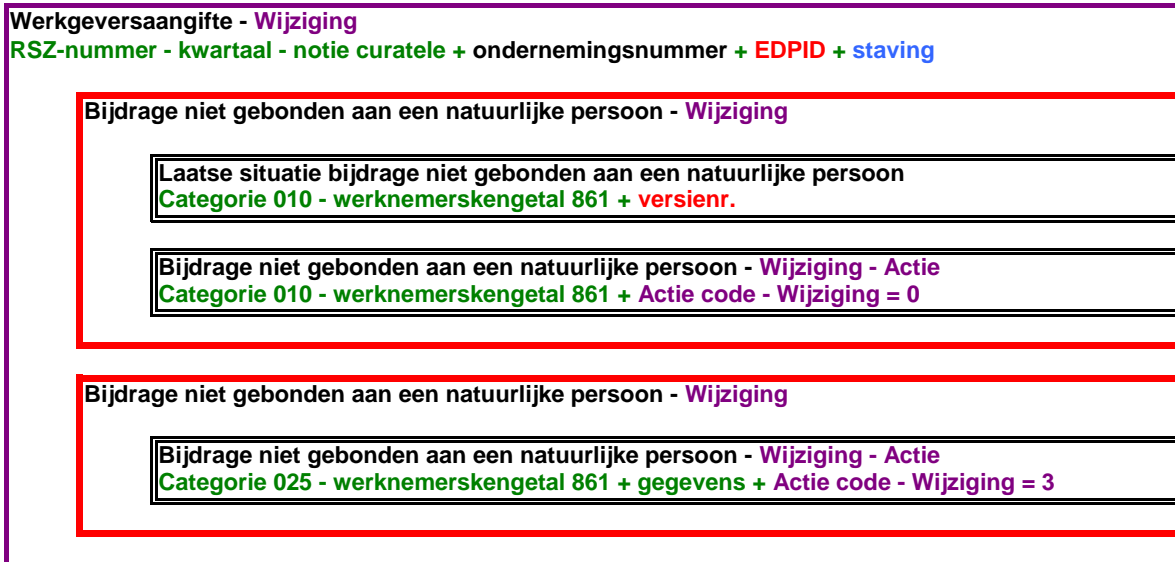 Werkgeversaangifte - Wijziging
RSZ-nummer - kwartaal - notie curatele + ondernemingsnummer + EDPID + staving
Bijdrage niet gebonden aan een natuurlijke persoon - Wijziging
Laatse situatie bijdrage niet gebonden aan een natuurlijke persoon
Categorie 010 - werknemerskengetal 861 + versienr.
Bijdrage niet gebonden aan een natuurlijke persoon - Wijziging - Actie
Categorie 010 - werknemerskengetal 861 + Actie code - Wijziging = 0
Bijdrage niet gebonden aan een natuurlijke persoon - Wijziging
Bijdrage niet gebonden aan een natuurlijke persoon - Wijziging - Actie
Categorie 025 - werknemerskengetal 861 + gegevens + Actie code - Wijziging = 3